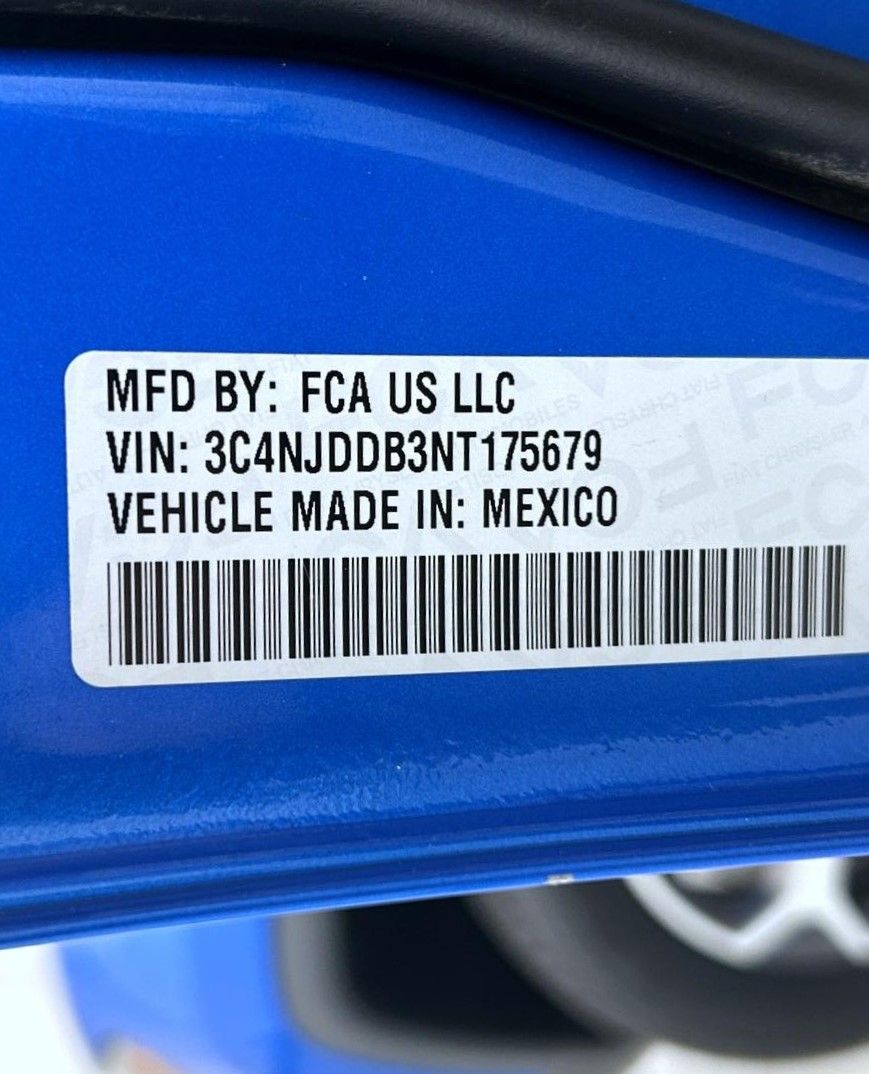 MFD BY: FCA US LLC
VIN: 3C4NJDDB3NT175679
VEHICLE MADE IN: MEXICO